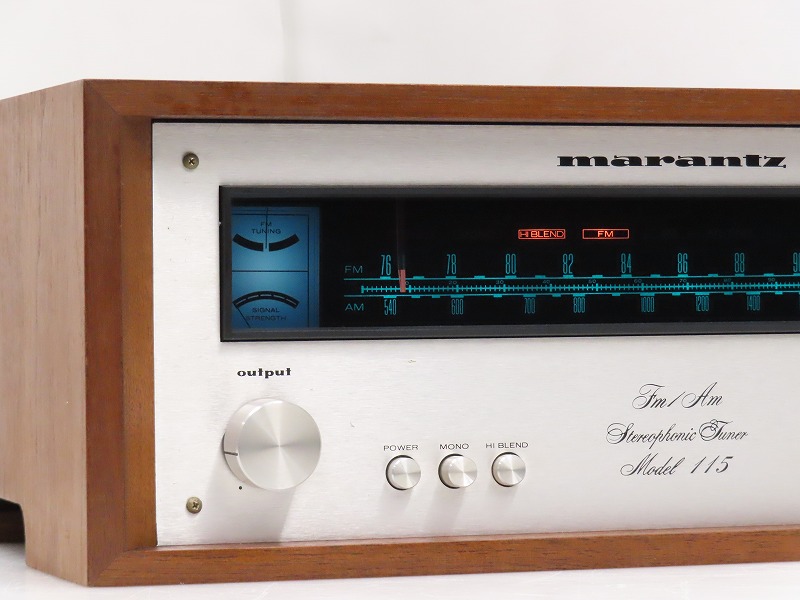 marantz
HI BLEND FM
FM TUNING
FM 76 78 80 82 84 86 88
AM 540 600 700 800 1000 1200 1400
SIGNAL
STRENGTH
output
POWER MONO HI BLEND
Fm/Am
Stereophonic Tuner
Model 115